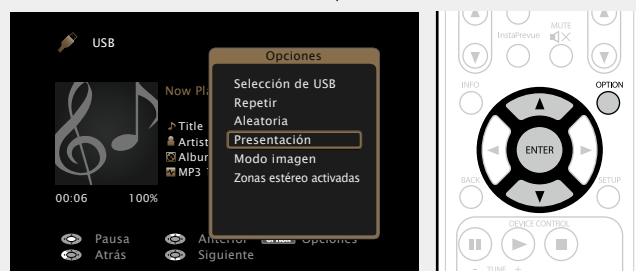 USB
Opciones
Selección de USB
Repetir
Aleatoria
Presentación
Modo imagen
Zonas estéreo activadas
Now Pla
Title
Artist
Albun
MP3
00:06 100%
Pausa Anterior OPTION Opciones
Atrás Siguiente
MUTE
InstaPrevue
INFO OPTION
ENTER
BACK SETUP
DEVICE CONTROL
- TUNE +